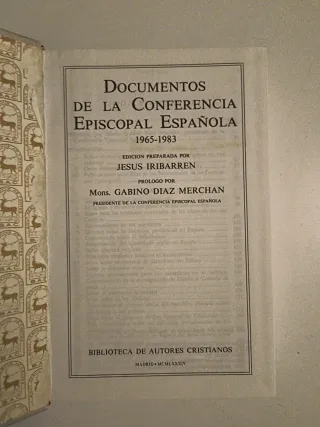 DOCUMENTOS
DE LA CONFERENCIA
EPISCOPAL ESPAÑOLA
1965-1983
EDICION PREPARADA POR
JESUS IRIBARREN
PROLOGO POR
Mons. GABINO DIAZ MERCHAN
PRESIDENTE DE LA CONFERENCIA EPISCOPAL ESPAÑOLA
BIBLIOTECA DE AUTORES CRISTIANOS
MADRID • MCMLXXXIV